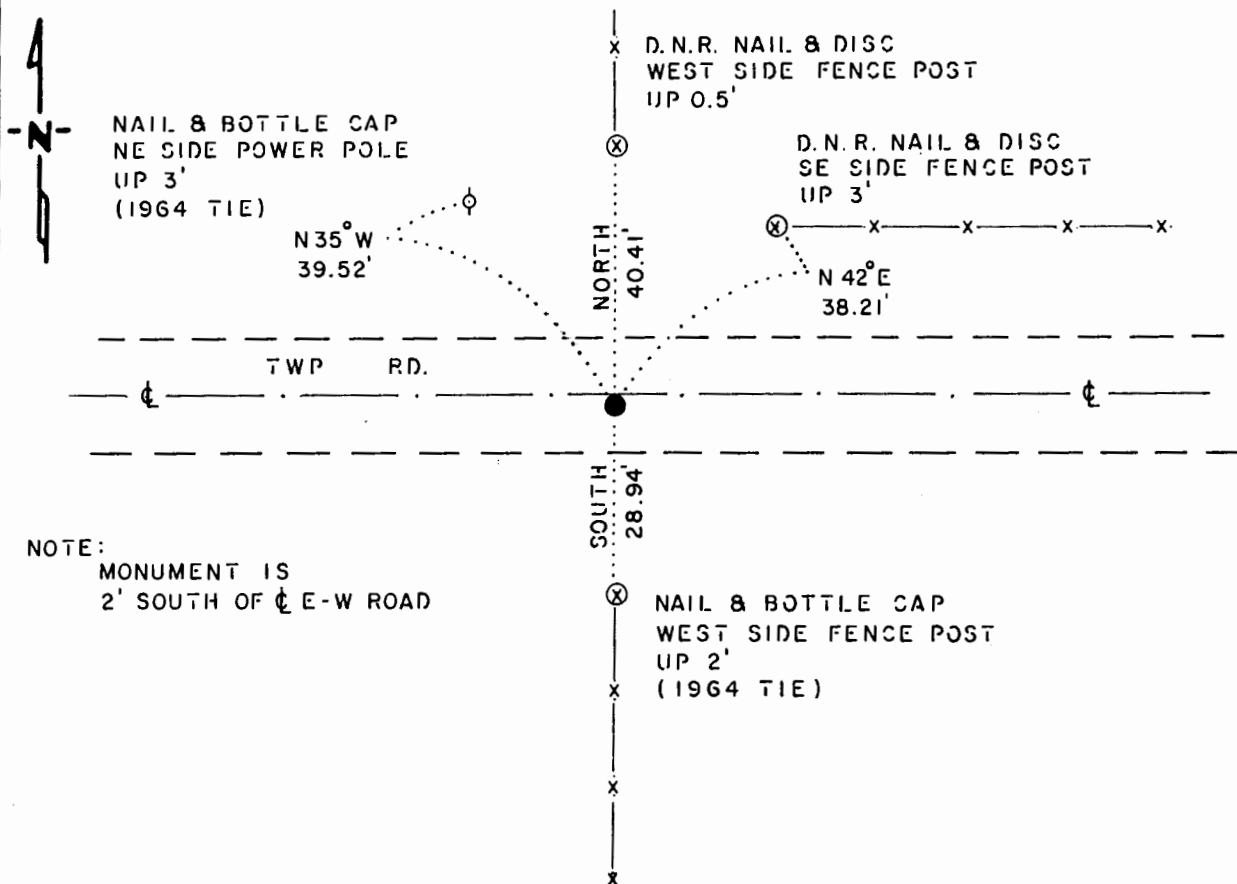 D.N.R. NAIL & DISC
WEST SIDE FENCE POST
UP 0.5'
-N-
NAIL & BOTTLE CAP
NE SIDE POWER POLE
UP 3'
(1964 TIE)
D.N.R. NAIL & DISC
SE SIDE FENCE POST
UP 3'
N 35° W
39.52'
NORTH
40.41'
N 42° E
38.21'
TWP RD.
℄
℄
SOUTH
28.94'
NOTE:
MONUMENT IS
2' SOUTH OF ℄ E-W ROAD
NAIL & BOTTLE CAP
WEST SIDE FENCE POST
UP 2'
(1964 TIE)